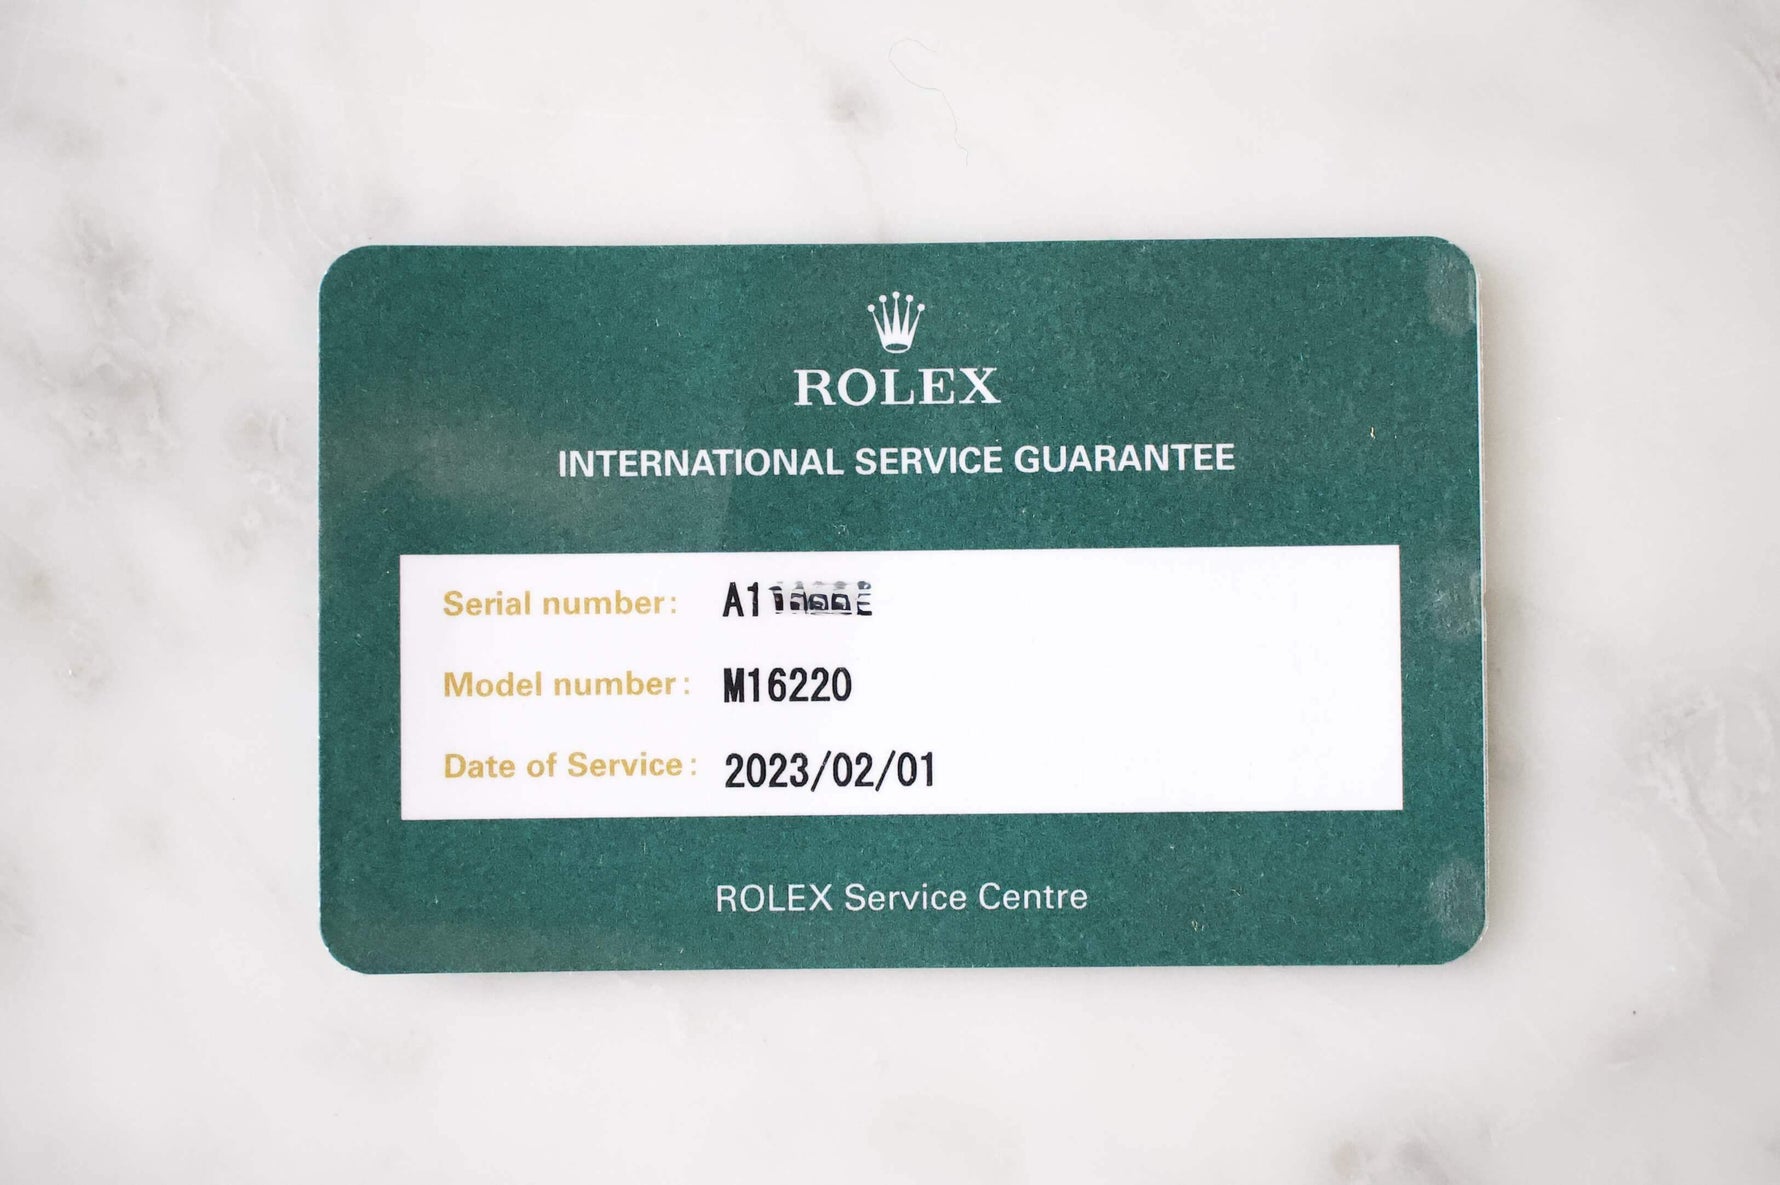 ROLEX
INTERNATIONAL SERVICE GUARANTEE
Serial number:
Model number: M16220
Date of Service: 2023/02/01
ROLEX Service Centre